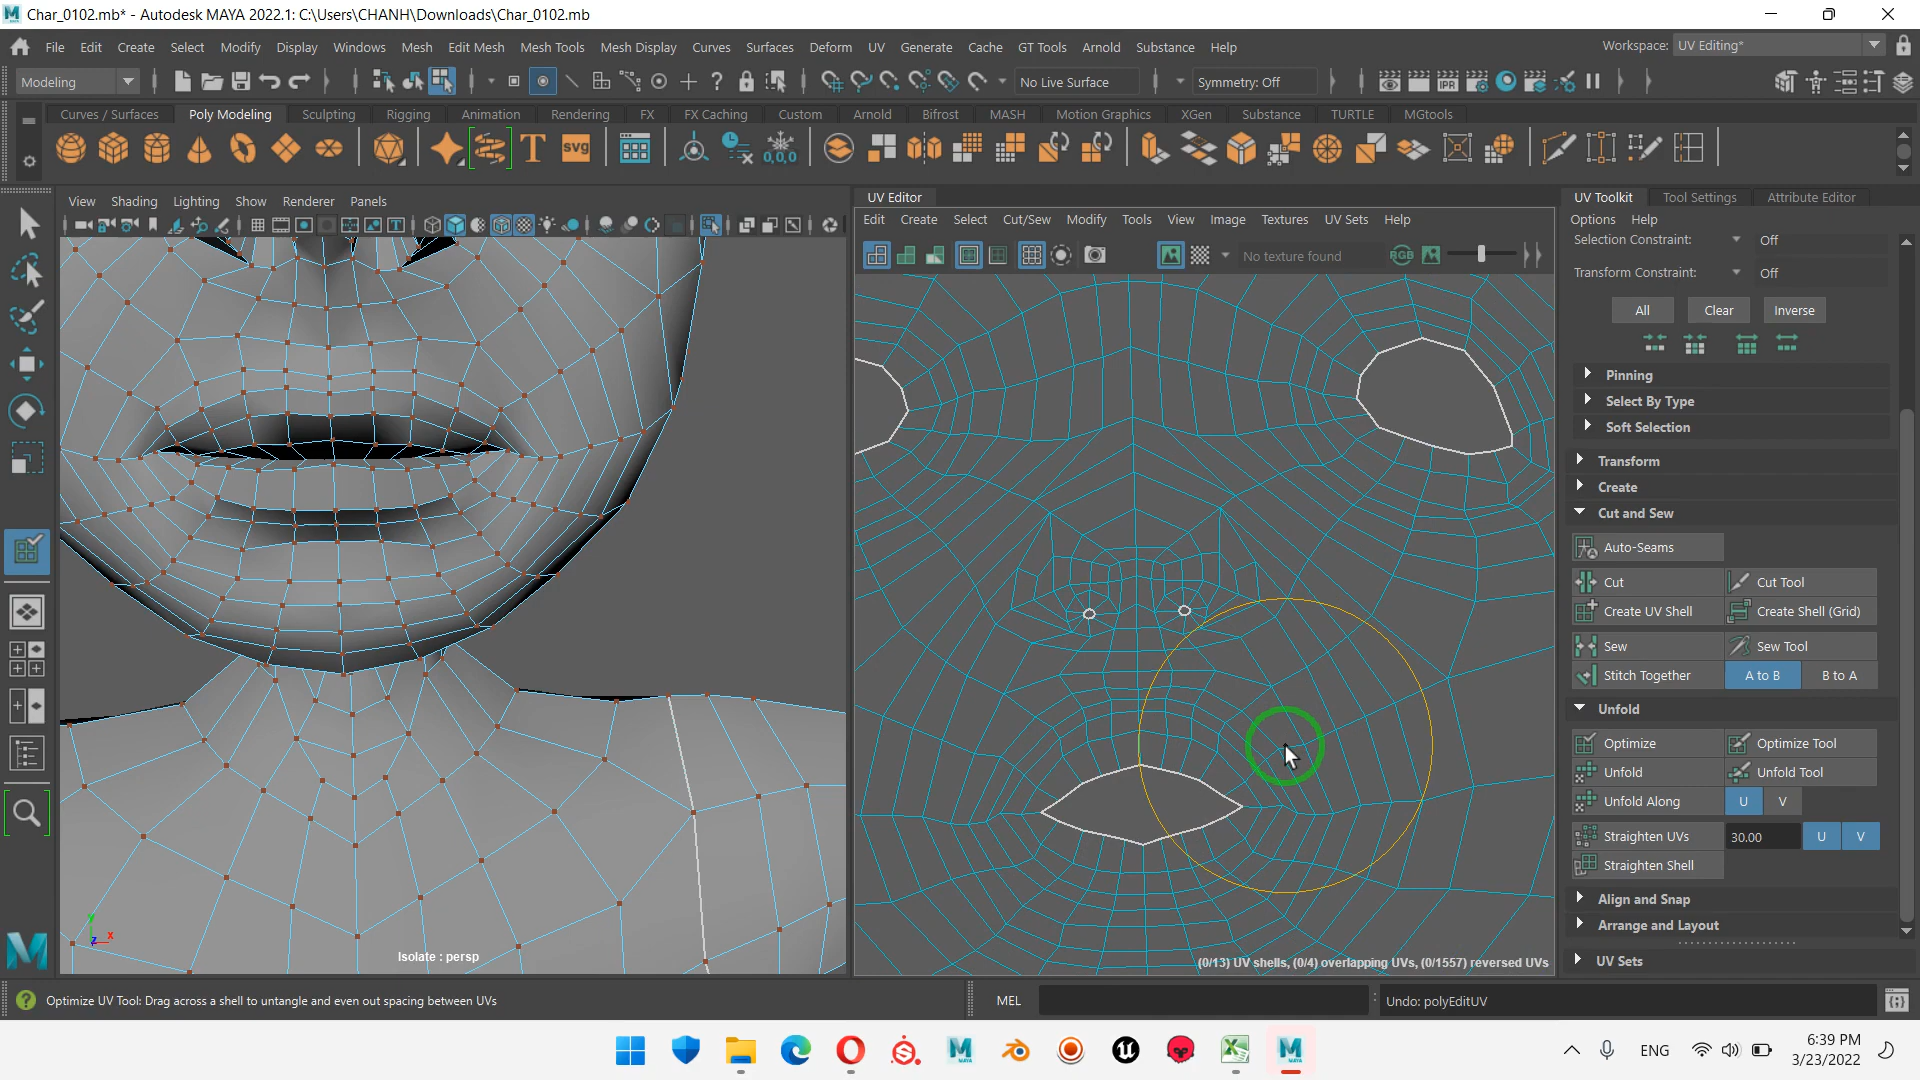 Char_0102.mb* - Autodesk MAYA 2022.1: C:\Users\CHANH\Downloads\Char_0102.mb
File Edit Create Select Modify Display Windows Mesh Edit Mesh Mesh Tools Mesh Display Curves Surfaces Deform UV Generate Cache GT Tools Arnold Substance Help
Workspace: UV Editing*
Modeling
No Live Surface
Symmetry: Off
IPR
Curves / Surfaces Poly Modeling Sculpting Rigging Animation Rendering FX FX Caching Custom Arnold Bifrost MASH Motion Graphics XGen Substance TURTLE MGtools
T SVG 0,0,0
View Shading Lighting Show Renderer Panels
UV Editor
Edit Create Select Cut/Sew Modify Tools View Image Textures UV Sets Help
No texture found
RGB
UV Toolkit Tool Settings Attribute Editor
Options Help
Selection Constraint: Off
Transform Constraint: Off
All Clear Inverse
Pinning
Select By Type
Soft Selection
Transform
Create
Cut and Sew
Auto-Seams
Cut Cut Tool
Create UV Shell Create Shell (Grid)
Sew Sew Tool
Stitch Together A to B B to A
Unfold
Optimize Optimize Tool
Unfold Unfold Tool
Unfold Along U V
Straighten UVs 30.00 U V
Straighten Shell
Align and Snap
Arrange and Layout
UV Sets
y
z x
Isolate : persp
(0/13) UV shells, (0/4) overlapping UVs, (0/1557) reversed UVs
Optimize UV Tool: Drag across a shell to untangle and even out spacing between UVs
MEL
Undo: polyEditUV
ENG
6:39 PM
3/23/2022